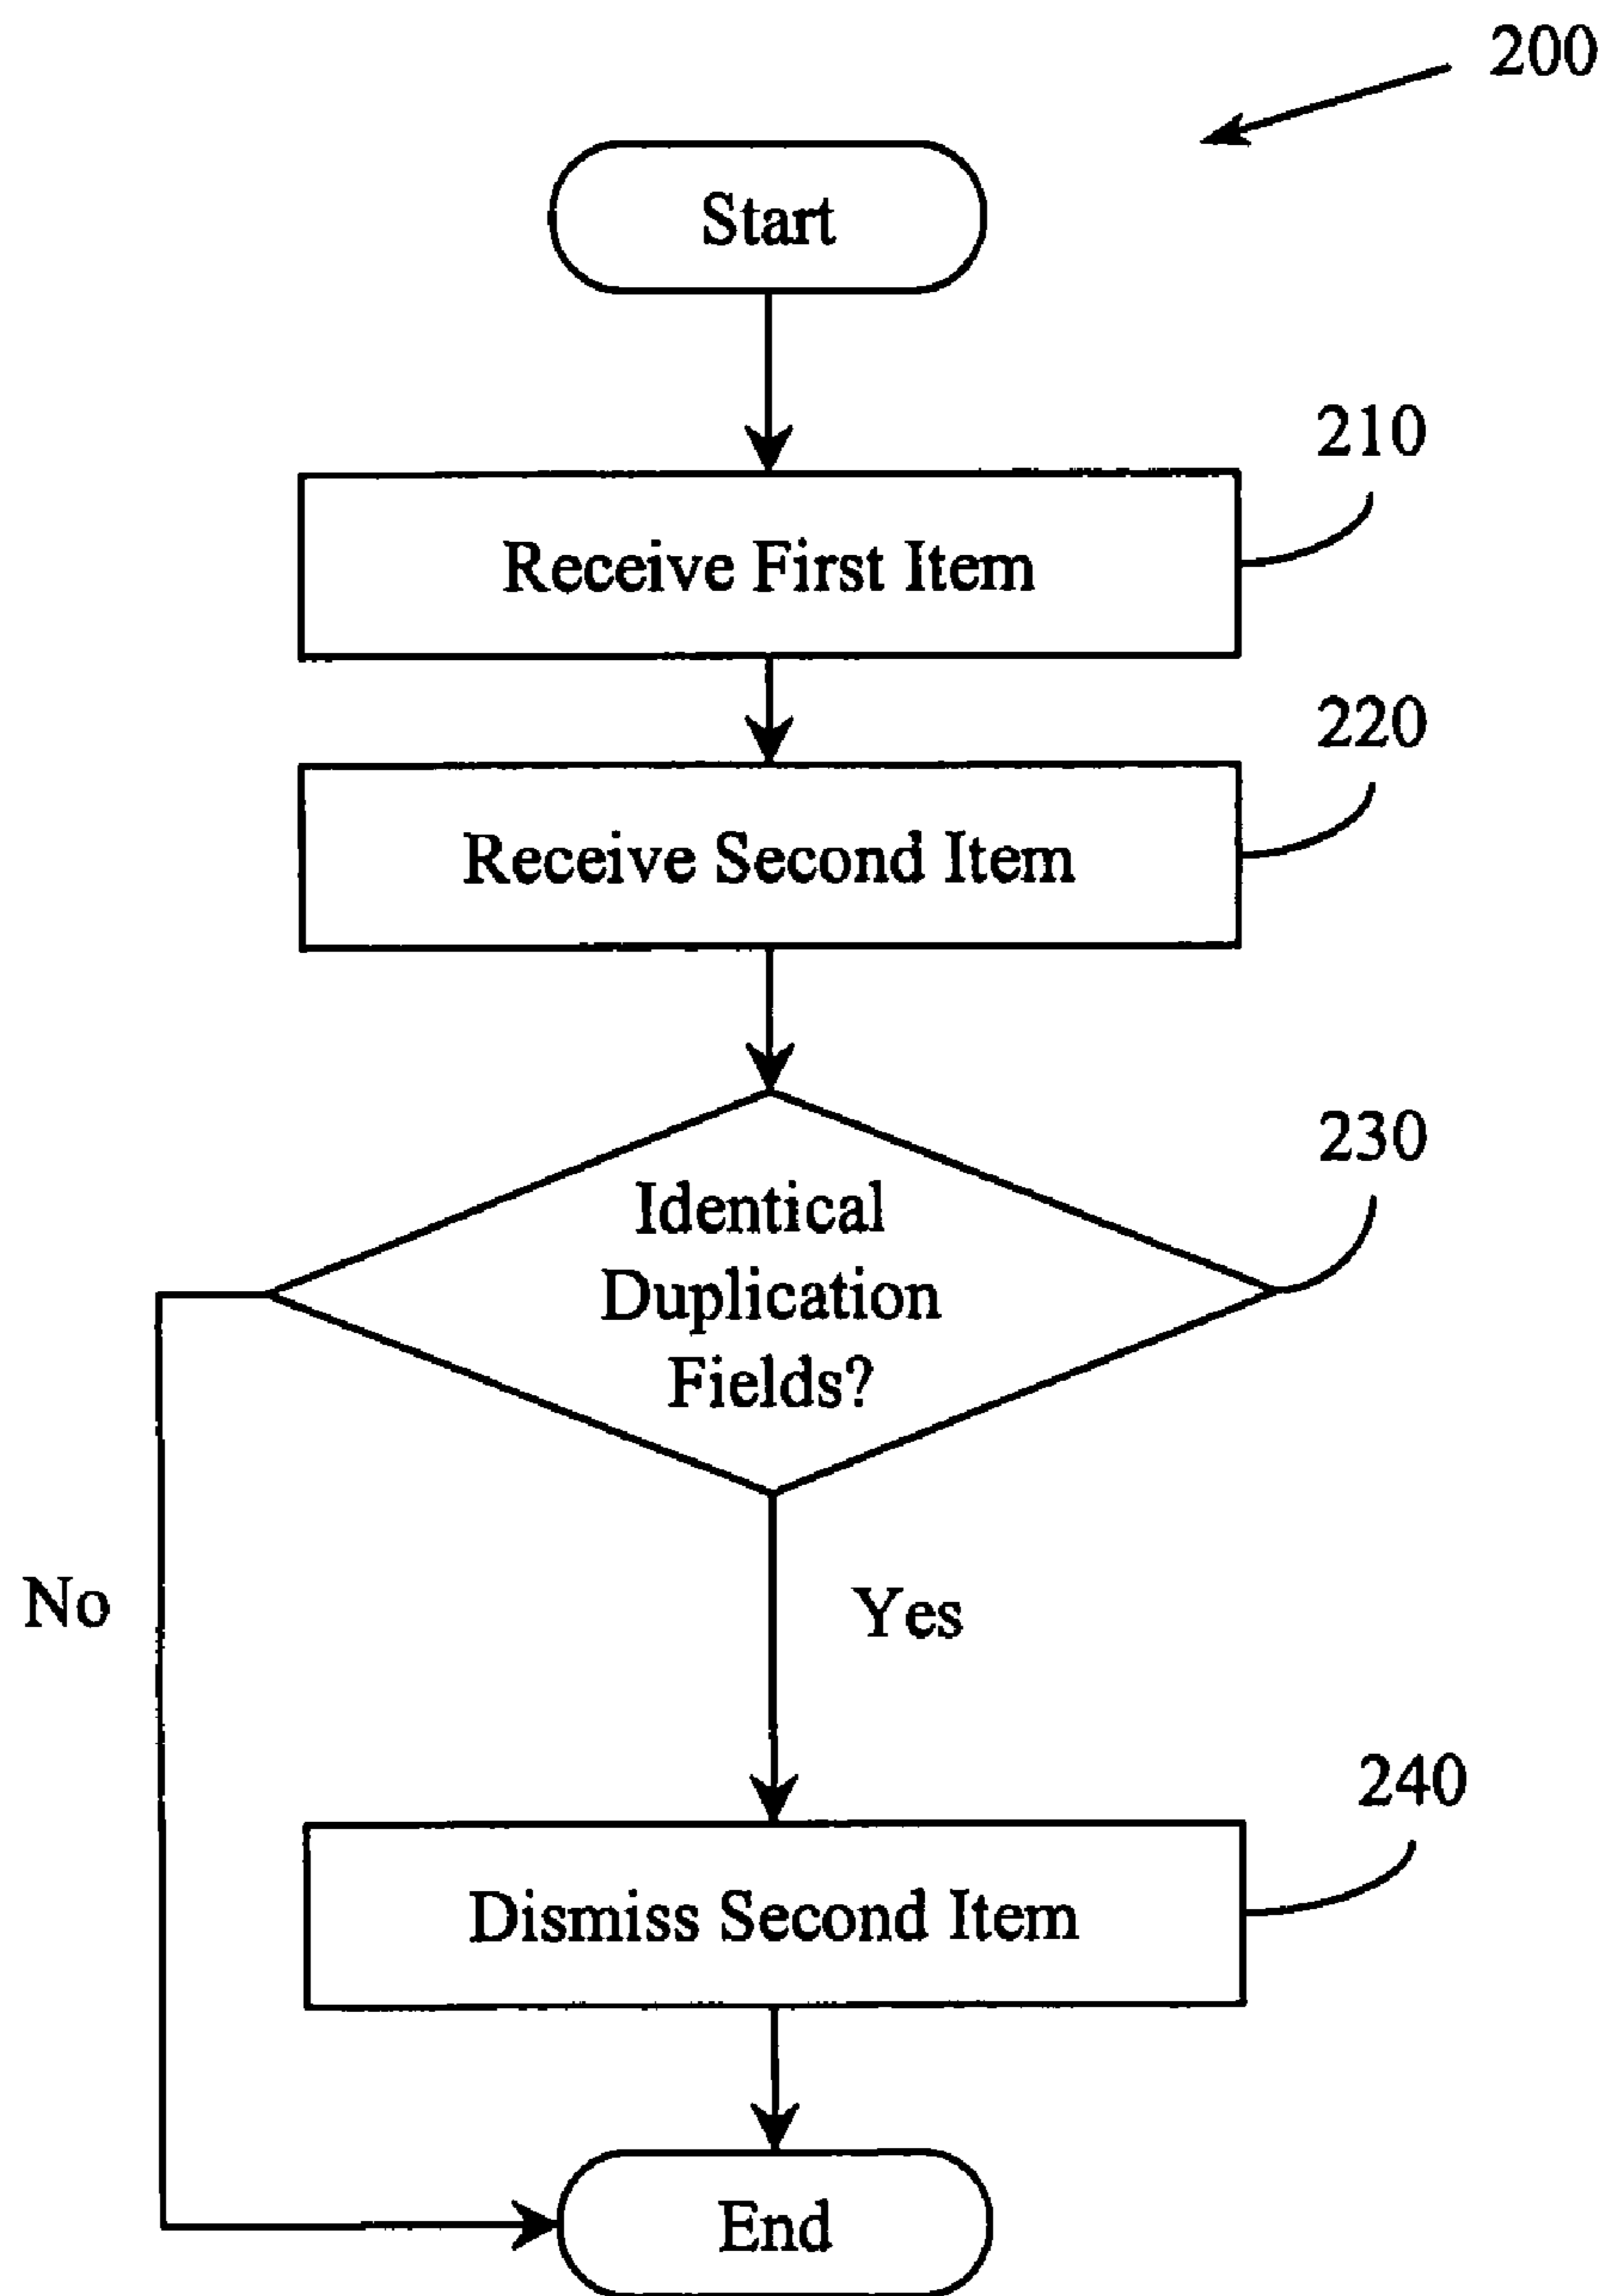 200
Start
210
Receive First Item
220
Receive Second Item
230
Identical
Duplication
Fields?
No
Yes
240
Dismiss Second Item
End